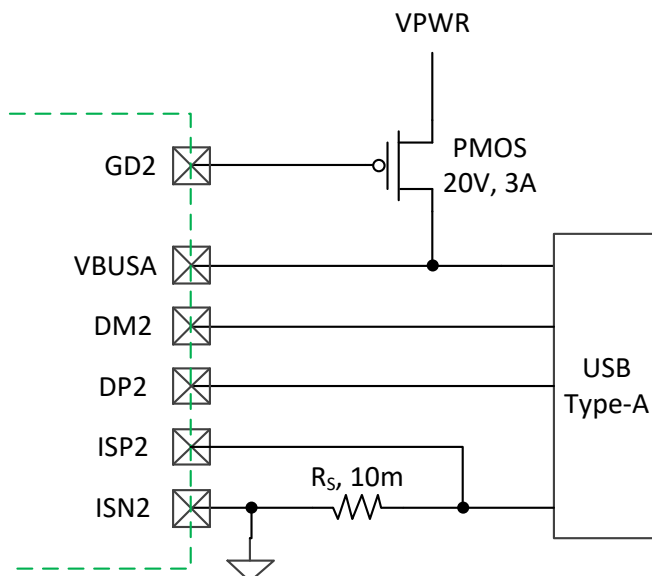 VPWR
GD2
PMOS
20V, 3A
VBUSA
DM2
USB
Type-A
DP2
ISP2
RS, 10m
ISN2